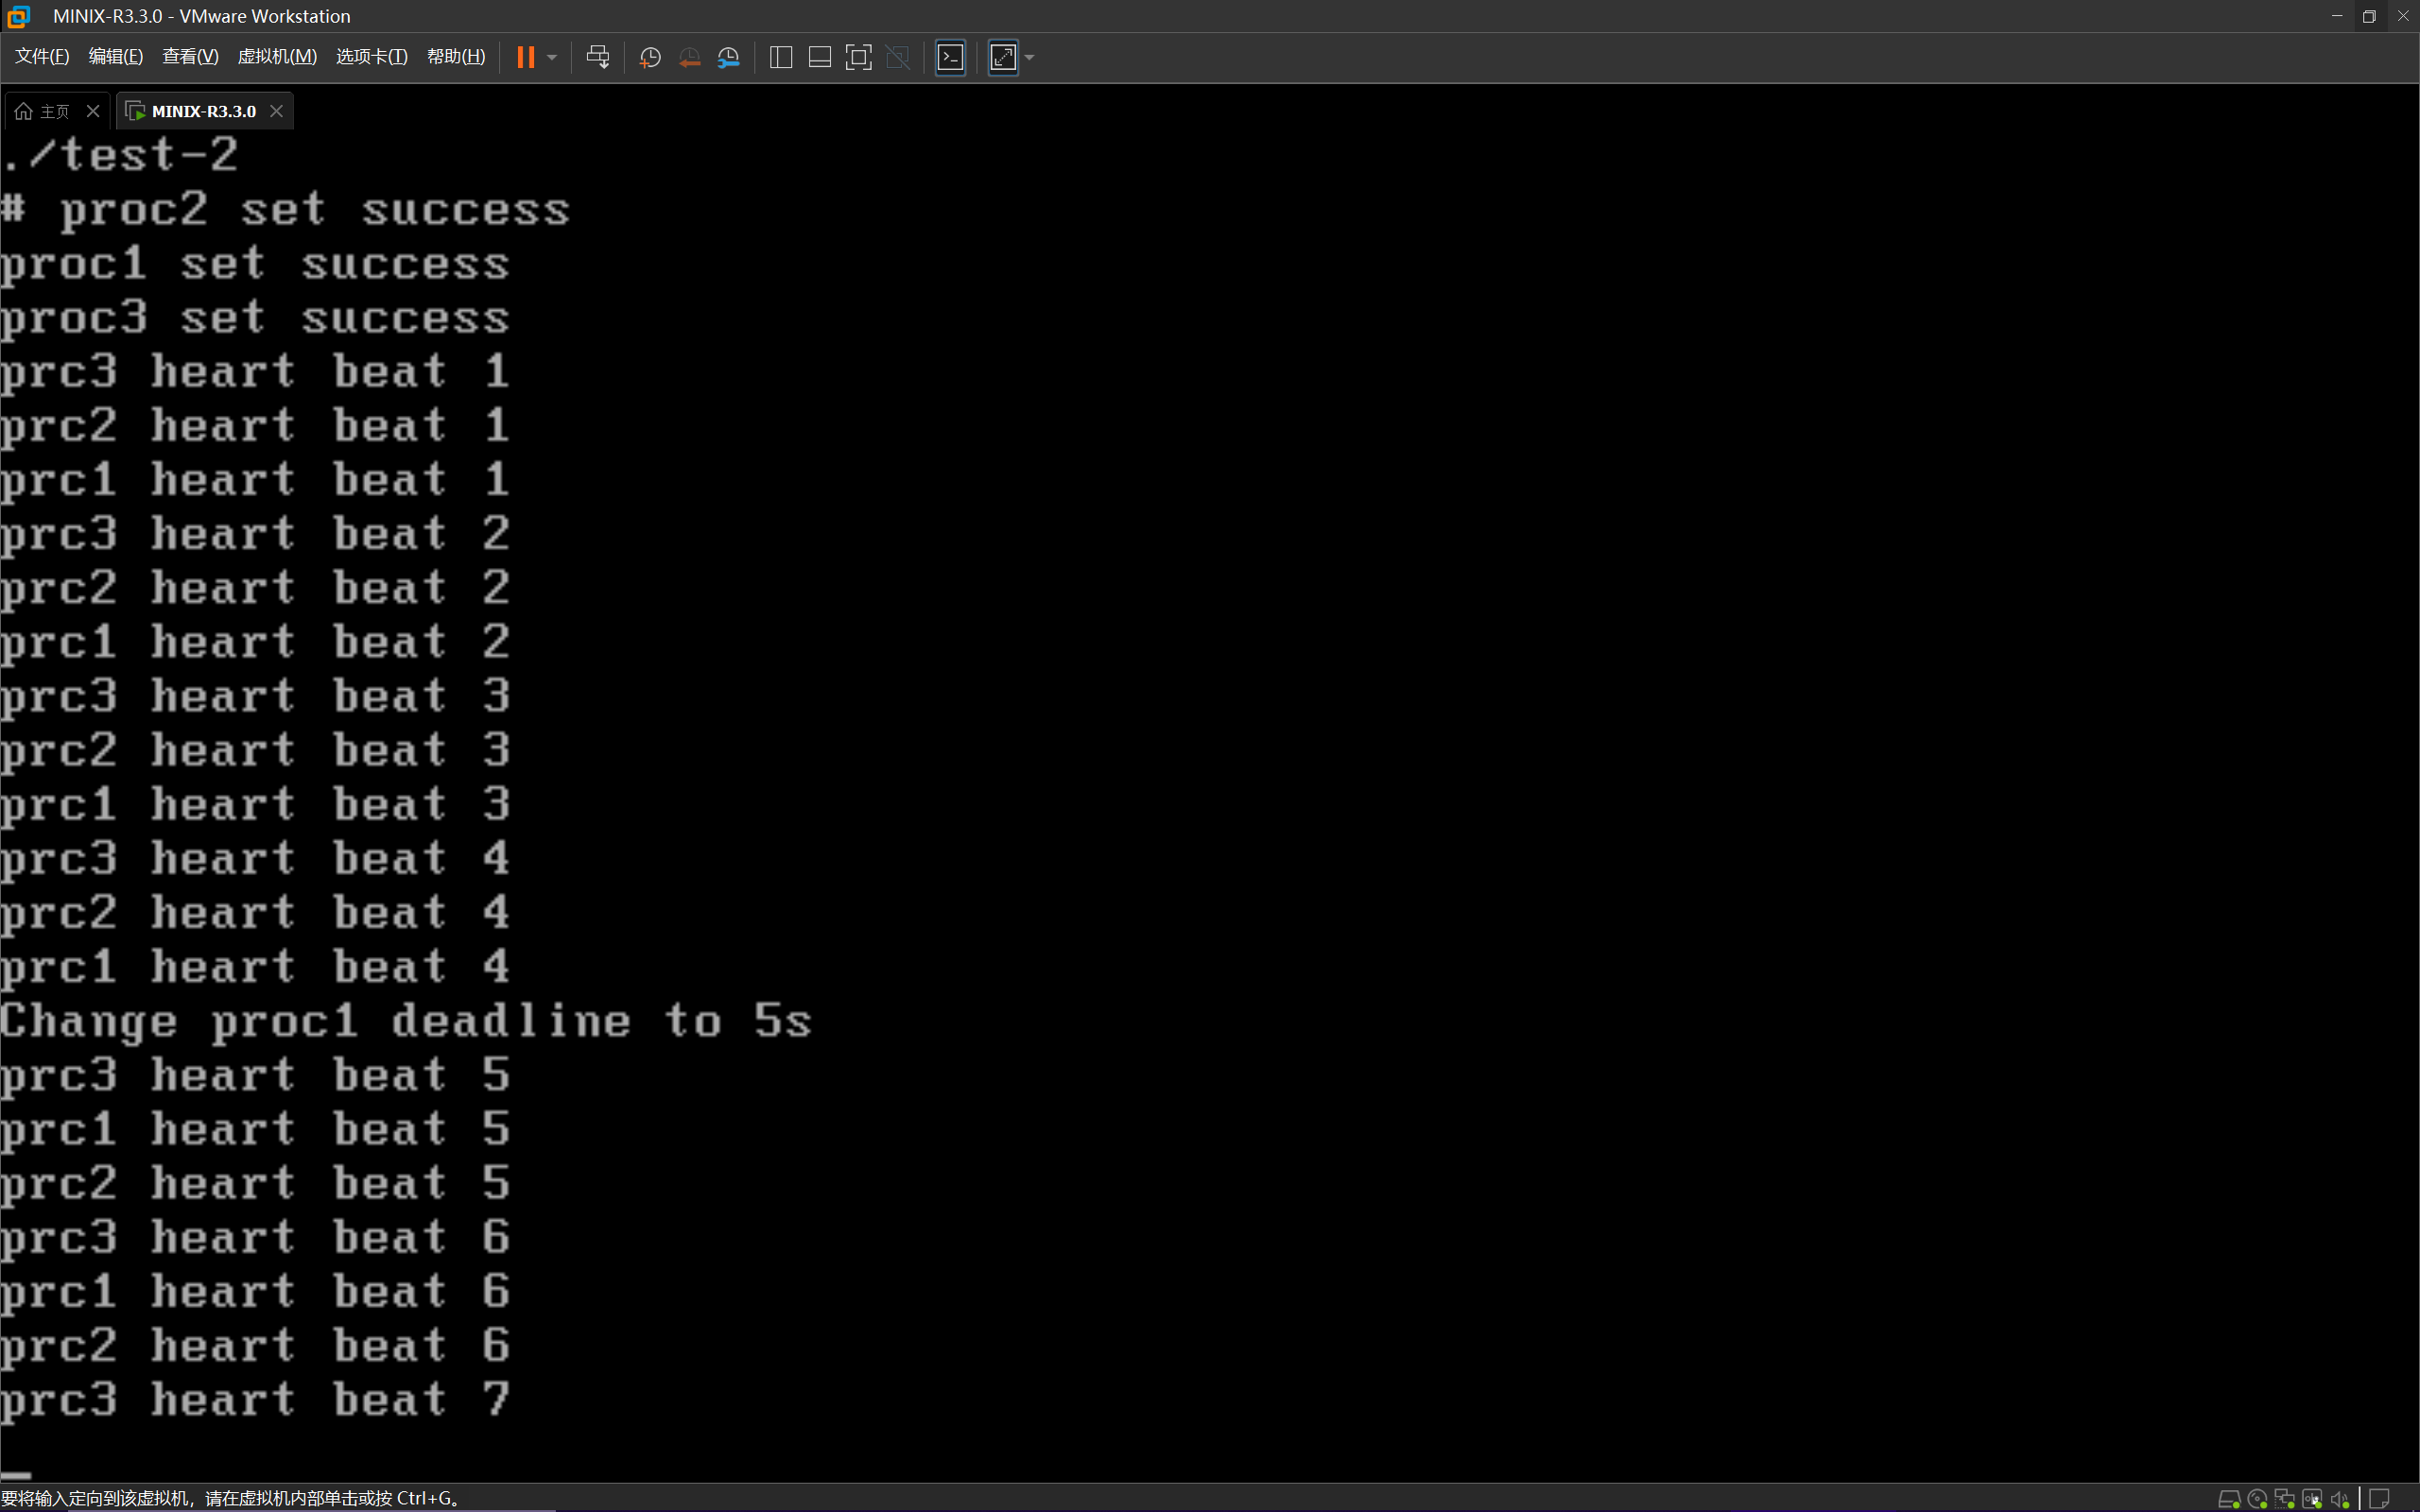 MINIX-R3.3.0 - VMware Workstation
文件(F) 编辑(E) 查看(V) 虚拟机(M) 选项卡(T) 帮助(H)
主页 MINIX-R3.3.0
./test-2
# proc2 set success
proc1 set success
proc3 set success
prc3 heart beat 1
prc2 heart beat 1
prc1 heart beat 1
prc3 heart beat 2
prc2 heart beat 2
prc1 heart beat 2
prc3 heart beat 3
prc2 heart beat 3
prc1 heart beat 3
prc3 heart beat 4
prc2 heart beat 4
prc1 heart beat 4
Change proc1 deadline to 5s
prc3 heart beat 5
prc1 heart beat 5
prc2 heart beat 5
prc3 heart beat 6
prc1 heart beat 6
prc2 heart beat 6
prc3 heart beat 7
要将输入定向到该虚拟机，请在虚拟机内部单击或按 Ctrl+G。